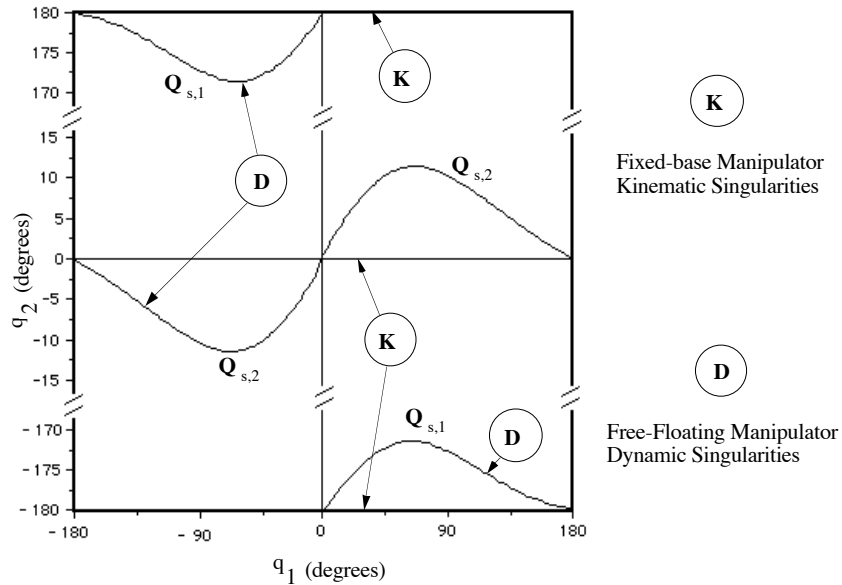 180
175
170
15
10
5
0
-5
-10
-15
-170
-175
-180
q2 (degrees)
-180
-90
0
90
180
q1 (degrees)
Qs,1
K
D
Qs,2
K
Qs,2
Qs,1
D
K
Fixed-base Manipulator
Kinematic Singularities
D
Free-Floating Manipulator
Dynamic Singularities